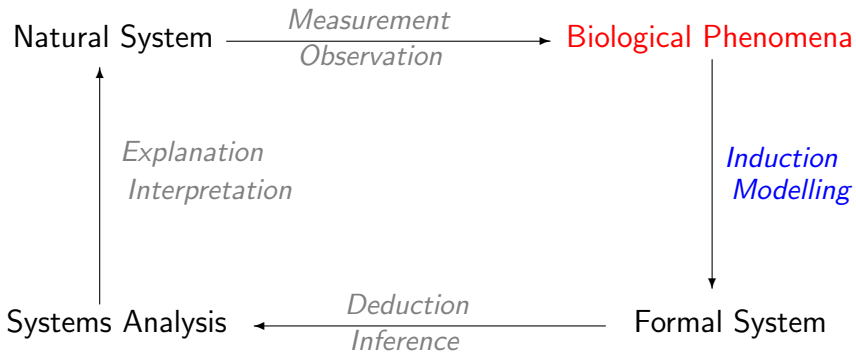 Measurement
Natural System
Biological Phenomena
Observation
Explanation
Interpretation
Induction
Modelling
Deduction
Systems Analysis
Formal System
Inference